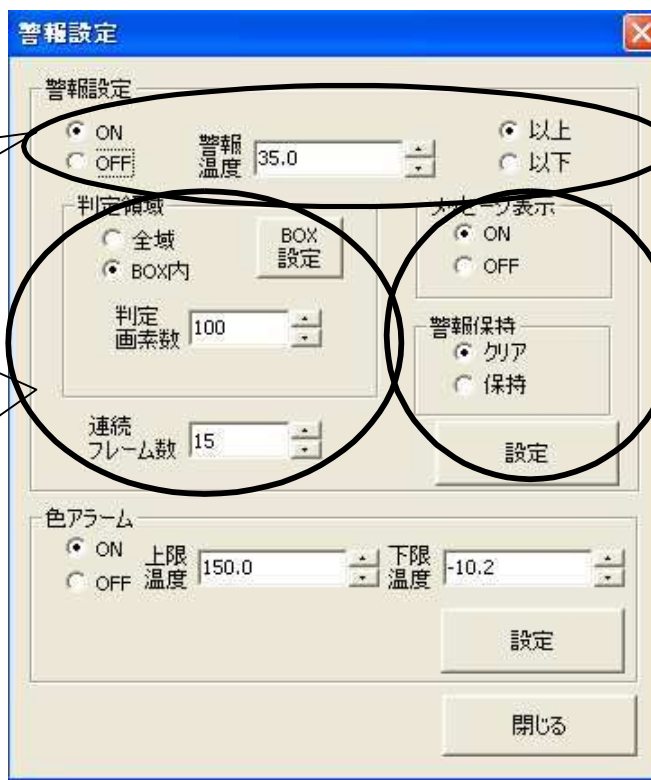 警報設定
警報設定
ON
OFF
警報
温度
35.0
以上
以下
判定領域
全域
BOX内
BOX
設定
判定
画素数
100
連続
フレーム数
15
メッセージ表示
ON
OFF
警報保持
クリア
保持
設定
色アラーム
ON
OFF
上限
温度
150.0
下限
温度
-10.2
設定
閉じる